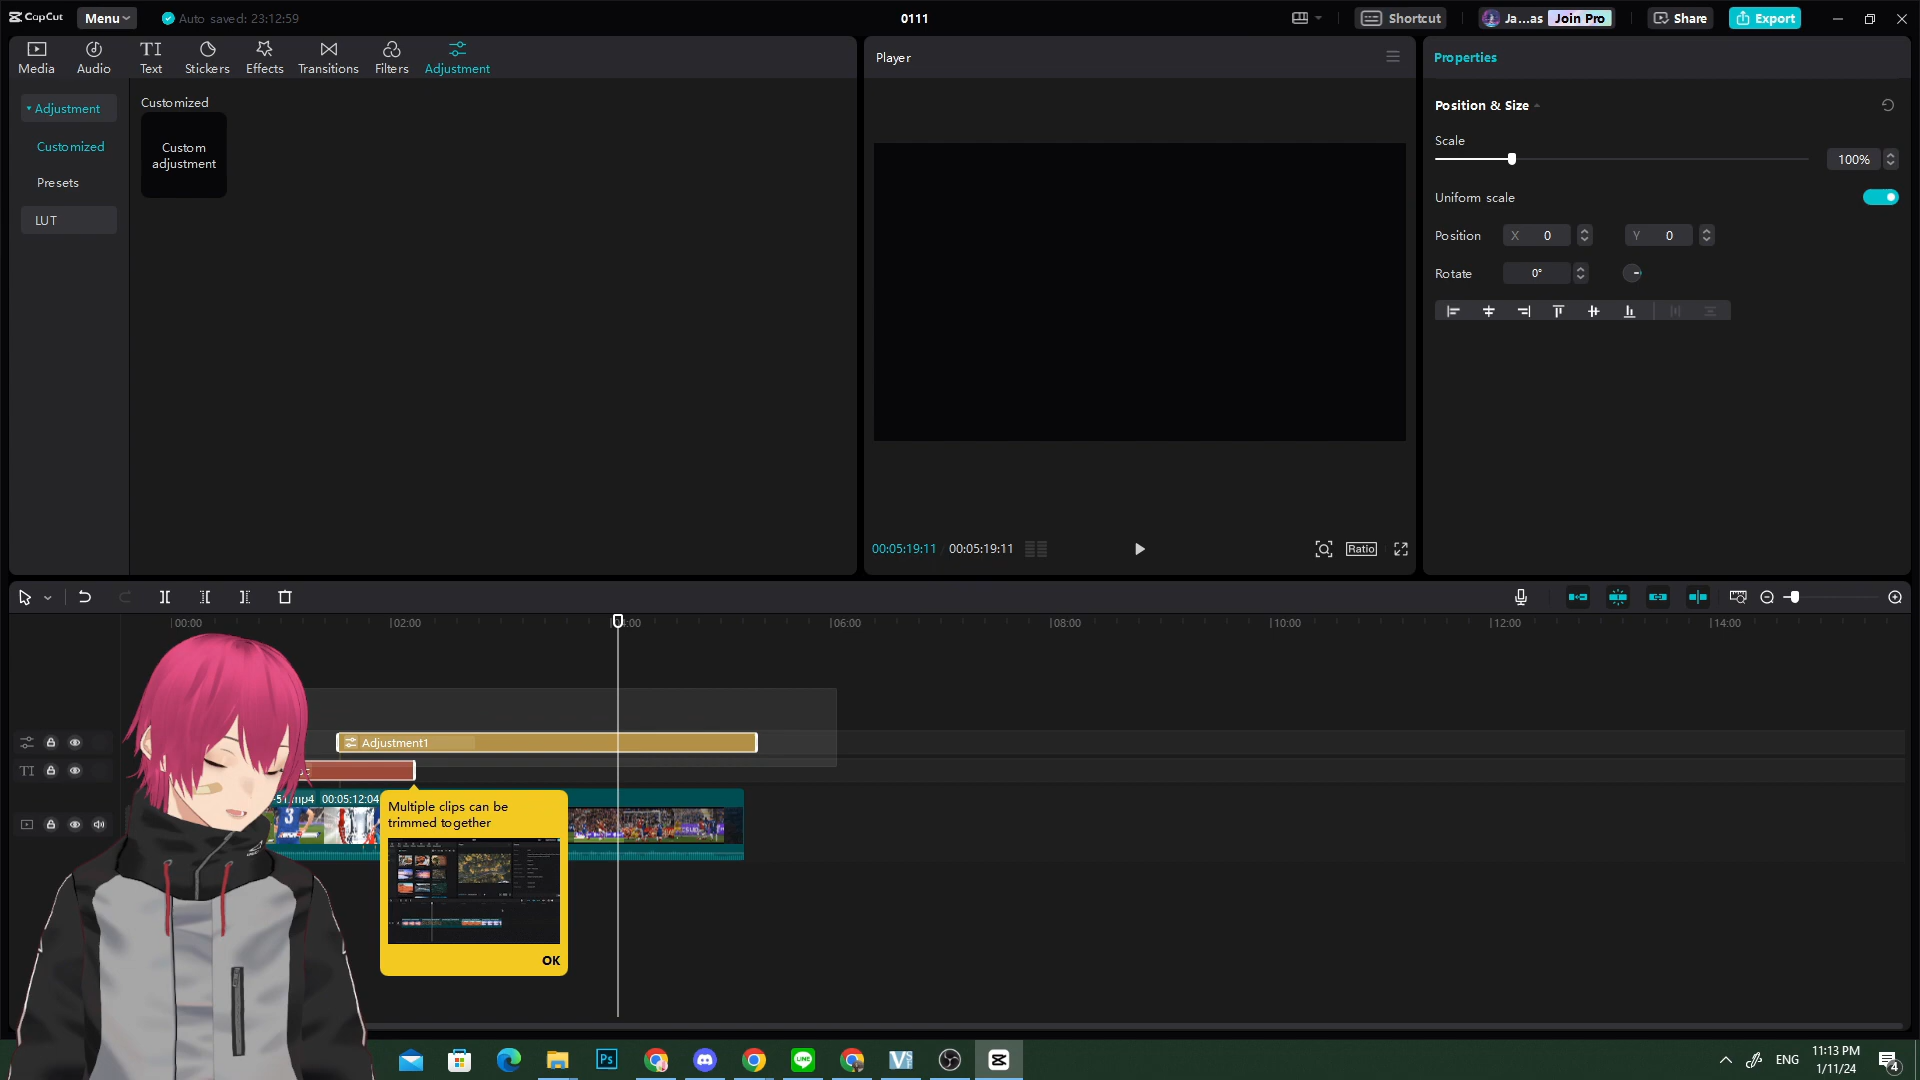 CapCut
Menu
Auto saved: 23:12:59
0111
Shortcut
Ja...as
Join Pro
Share
Export
Media
Audio
Text
Stickers
Effects
Transitions
Filters
Adjustment
Player
Properties
Adjustment
Customized
Presets
LUT
Customized
Custom
adjustment
Position & Size
Scale
100%
Uniform scale
Position
X 0
Y 0
Rotate
0°
00:05:19:11
00:05:19:11
Ratio
00:00
02:00
06:00
08:00
10:00
12:00
14:00
Adjustment1
.mp4 00:05:12:04
Multiple clips can be
trimmed together
OK
Ps
ENG
11:13 PM
1/11/24
4